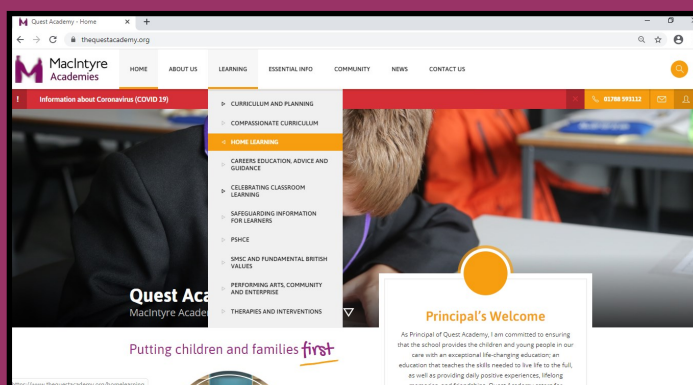 Quest Academy - Home
thequestacademy.org
MacIntyre
Academies
HOME
ABOUT US
LEARNING
ESSENTIAL INFO
COMMUNITY
NEWS
CONTACT US
! Information about Coronavirus (COVID 19)
01788 593112
CURRICULUM AND PLANNING
COMPASSIONATE CURRICULUM
HOME LEARNING
CAREERS EDUCATION, ADVICE AND
GUIDANCE
CELEBRATING CLASSROOM
LEARNING
SAFEGUARDING INFORMATION
FOR LEARNERS
PSHCE
SMSC AND FUNDAMENTAL BRITISH
VALUES
PERFORMING ARTS, COMMUNITY
AND ENTERPRISE
THERAPIES AND INTERVENTIONS
Quest Aca
MacIntyre Acade
Putting children and families first
Principal's Welcome
As Principal of Quest Academy, I am committed to ensuring
that the school provides the children and young people in our
care with an exceptional life-changing education; an
education that teaches the skills needed to live life to the full,
as well as providing daily positive experiences, lifelong
https://www.thequestacademy.org/homelearning